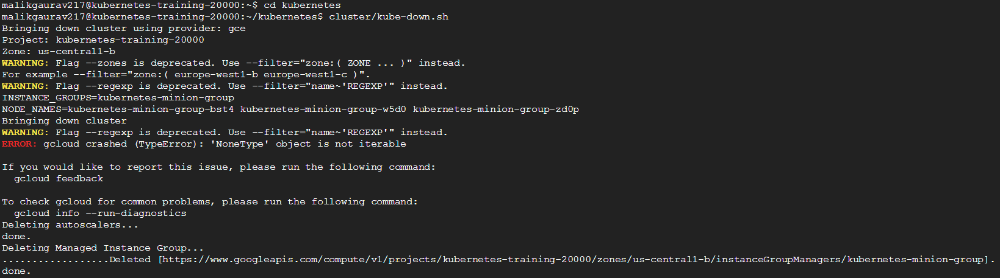 malikgaurav217@kubernetes-training-20000:~$ cd kubernetes
malikgaurav217@kubernetes-training-20000:~/kubernetes$ cluster/kube-down.sh
Bringing down cluster using provider: gce
Project: kubernetes-training-20000
Zone: us-central1-b
WARNING: Flag --zones is deprecated. Use --filter="zone:( ZONE ... )" instead.
For example --filter="zone:( europe-west1-b europe-west1-c )".
WARNING: Flag --regexp is deprecated. Use --filter="name~'REGEXP'" instead.
INSTANCE_GROUPS=kubernetes-minion-group
NODE_NAMES=kubernetes-minion-group-bst4 kubernetes-minion-group-w5d0 kubernetes-minion-group-zd0p
Bringing down cluster
WARNING: Flag --regexp is deprecated. Use --filter="name~'REGEXP'" instead.
ERROR: gcloud crashed (TypeError): 'NoneType' object is not iterable
If you would like to report this issue, please run the following command:
  gcloud feedback
To check gcloud for common problems, please run the following command:
  gcloud info --run-diagnostics
Deleting autoscalers...
done.
Deleting Managed Instance Group...
..................Deleted [https://www.googleapis.com/compute/v1/projects/kubernetes-training-20000/zones/us-central1-b/instanceGroupManagers/kubernetes-minion-group].
done.